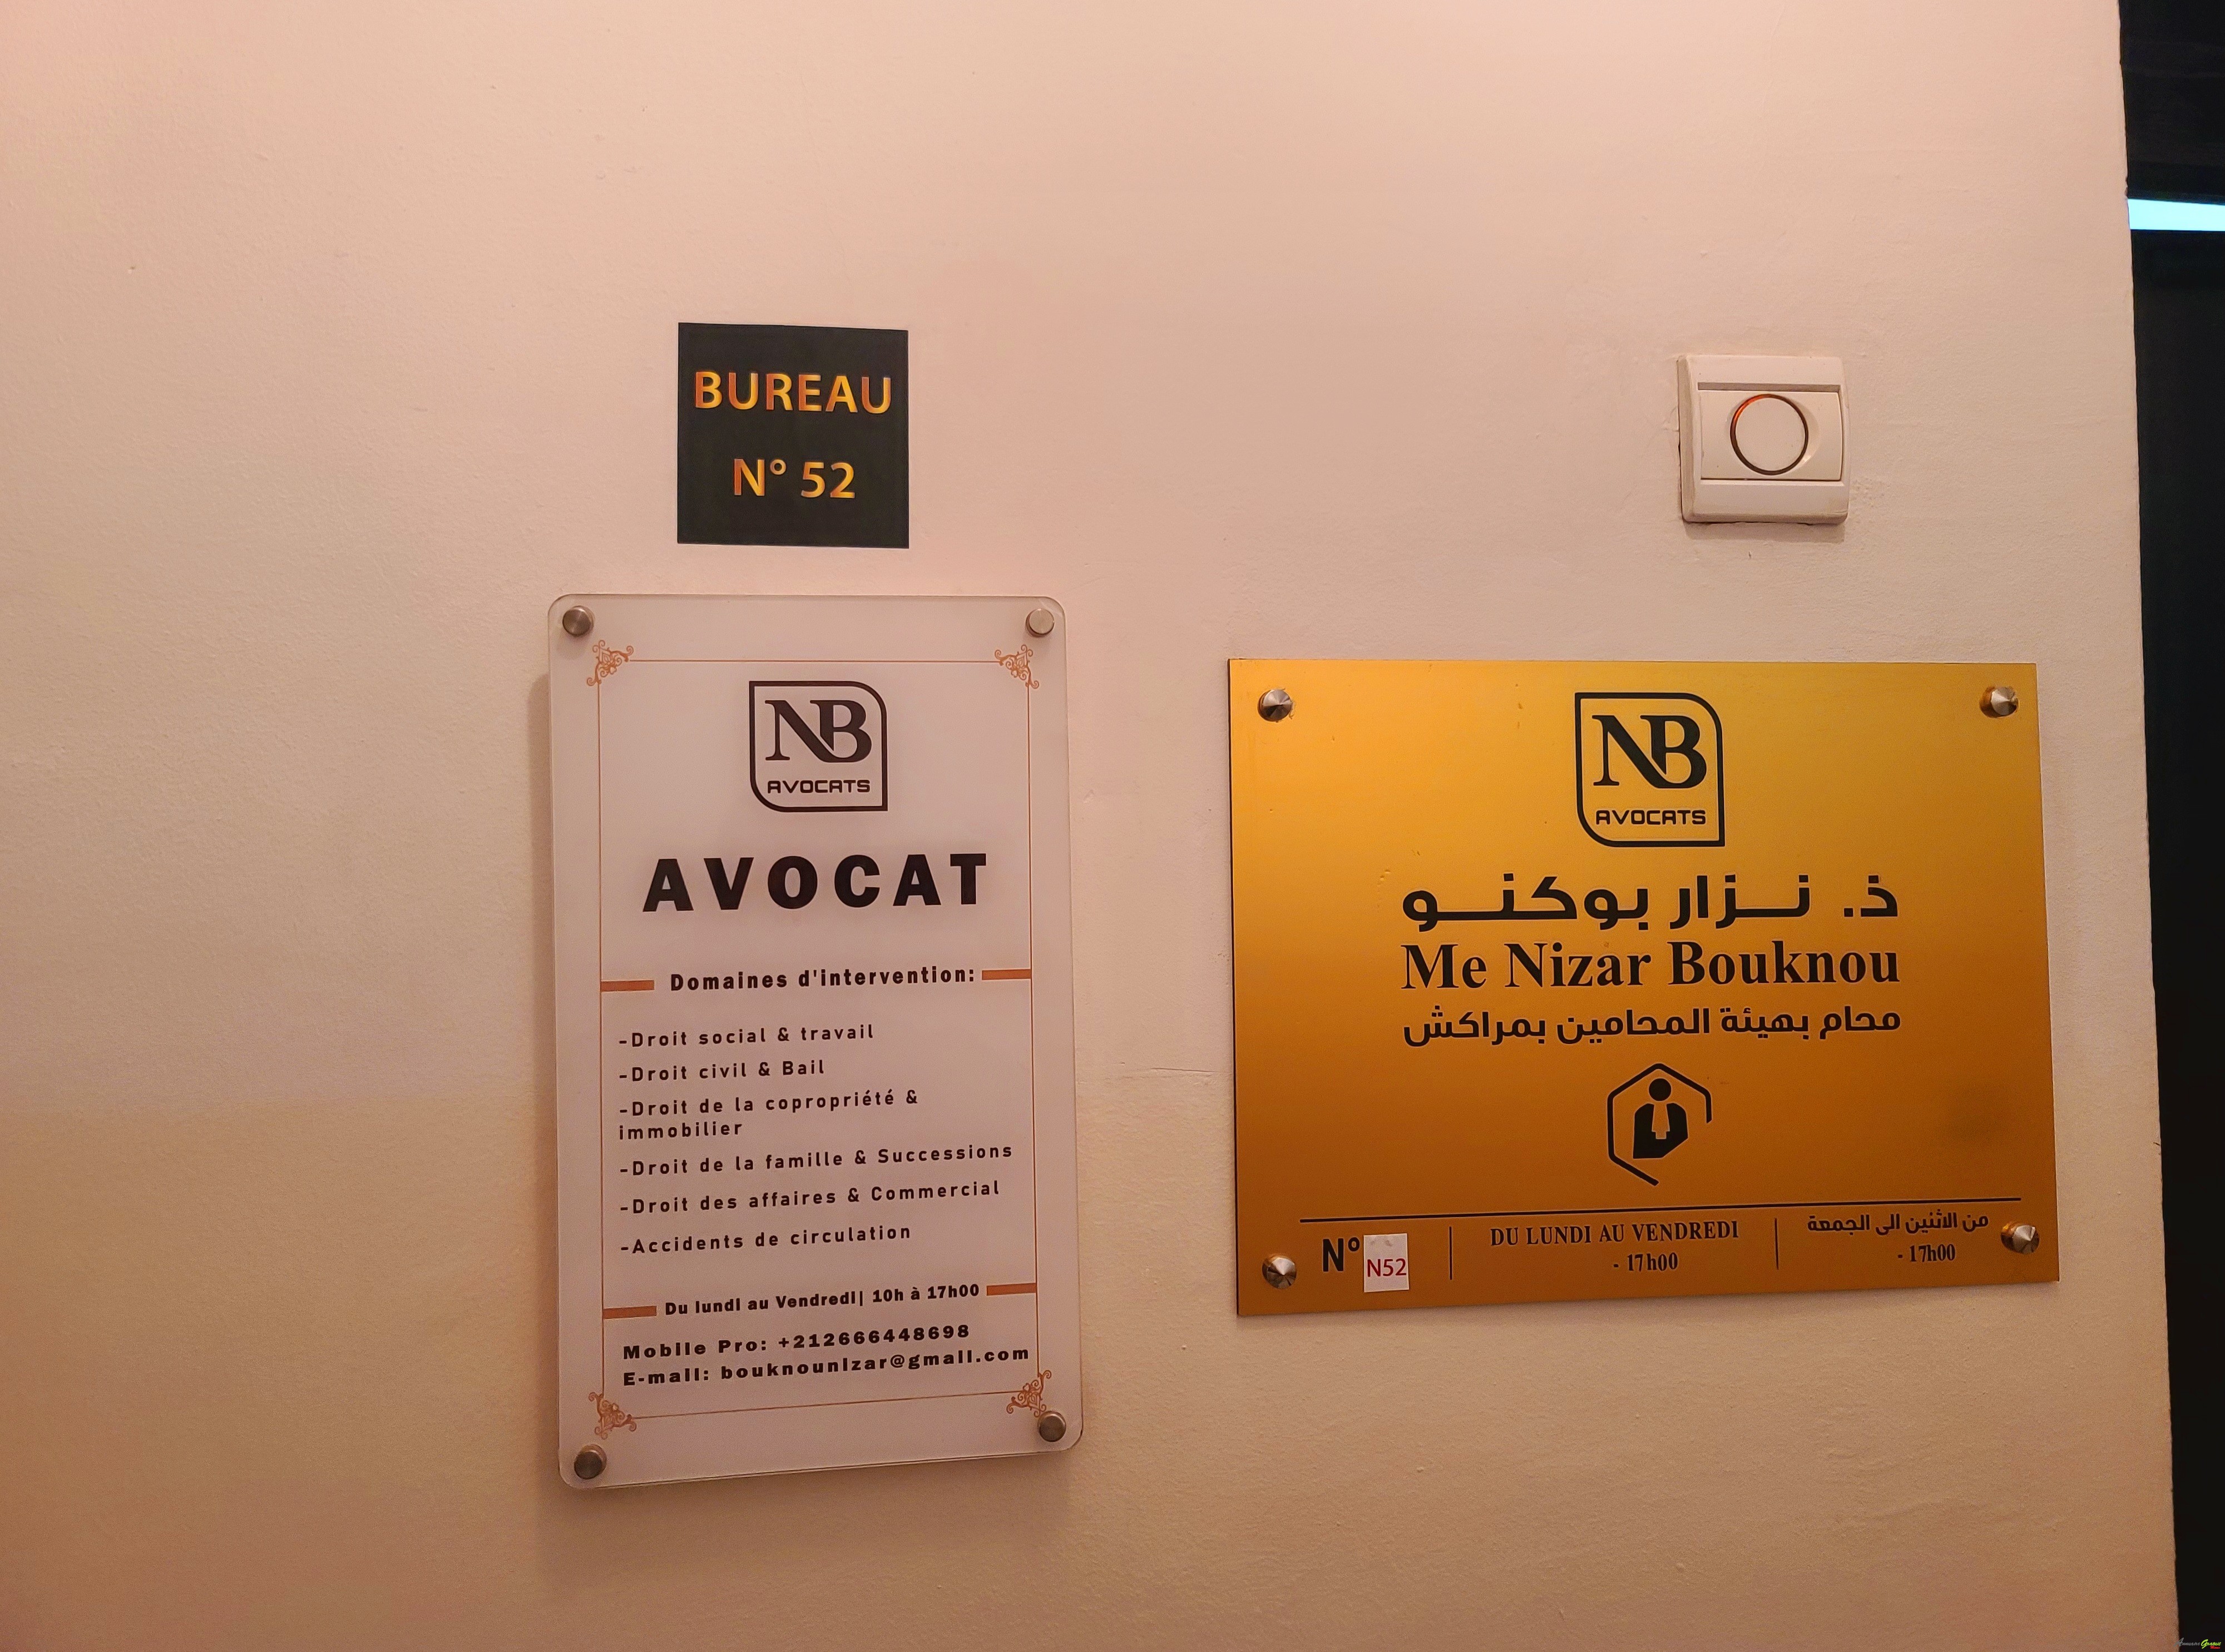 BUREAU
N° 52
NB
AVOCATS
AVOCAT
Domaines d'intervention:
-Droit social & travail
-Droit civil & Bail
-Droit de la copropriété &
immobilier
-Droit de la famille & Successions
-Droit des affaires & Commercial
-Accidents de circulation
Du lundi au Vendredi| 10h à 17h00
Mobile Pro: +212666448698
E-mail: bouknounizar@gmail.com
NB
AVOCATS
ذ. نــزار بوكنــو
Me Nizar Bouknou
محام بهيئة المحامين بمراكش
N° N52
DU LUNDI AU VENDREDI
- 17h00
من الاثنين الى الجمعة
- 17h00